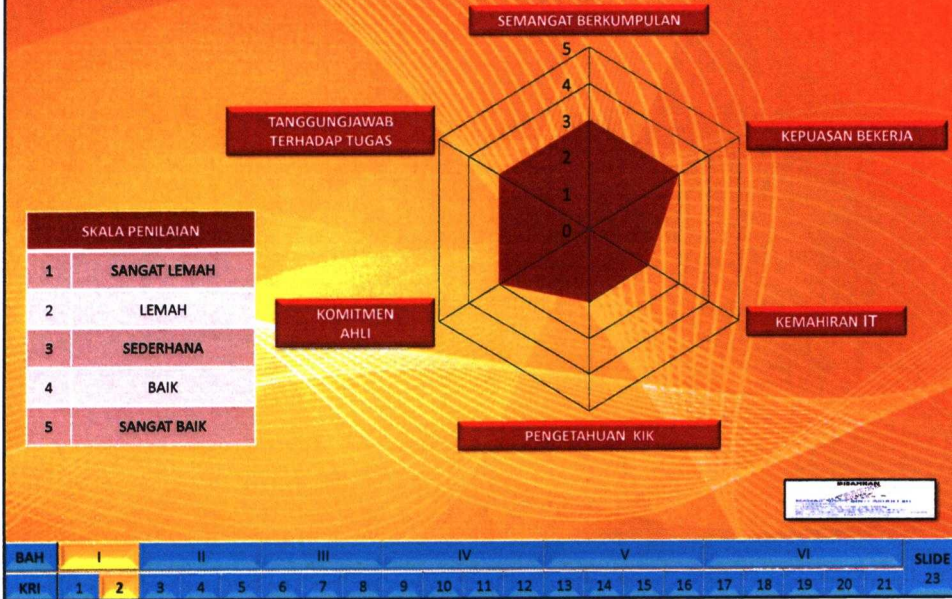 SEMANGAT BERKUMPULAN
5
4
3
2
1
0
TANGGUNGJAWAB
TERHADAP TUGAS
KEPUASAN BEKERJA
SKALA PENILAIAN
1 SANGAT LEMAH
2 LEMAH
3 SEDERHANA
4 BAIK
5 SANGAT BAIK
KOMITMEN
AHLI
KEMAHIRAN IT
PENGETAHUAN KIK
DISAHKAN
BAH I II III IV V VI SLIDE
23
KRI 1 2 3 4 5 6 7 8 9 10 11 12 13 14 15 16 17 18 19 20 21